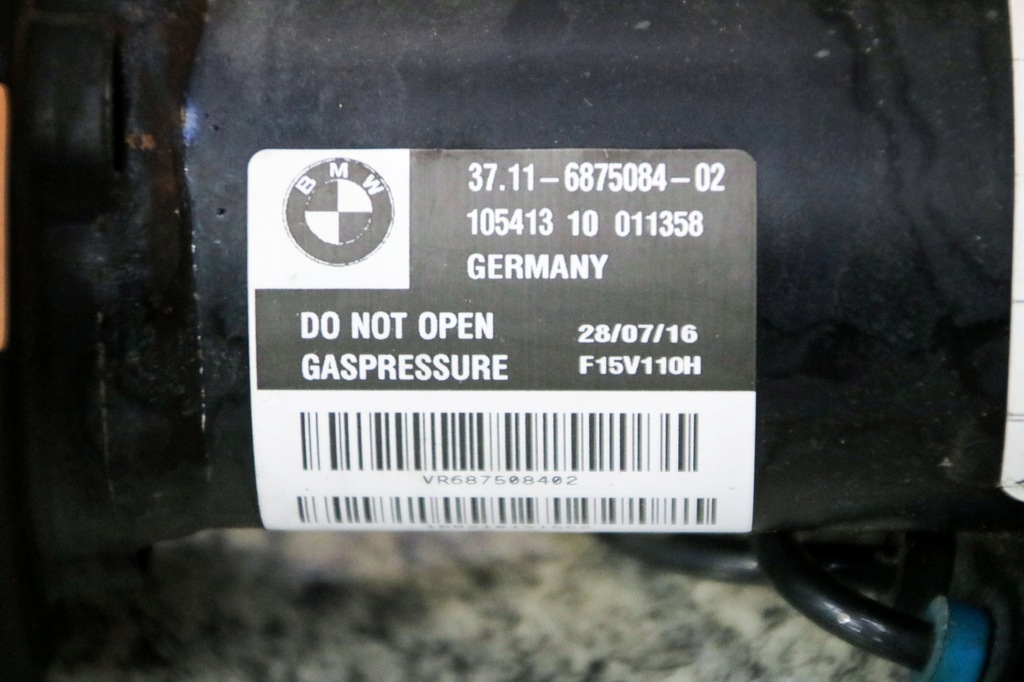 BMW
37.11-6875084-02
105413 10 011358
GERMANY
DO NOT OPEN
28/07/16
GASPRESSURE
F15V110H
VR687508402